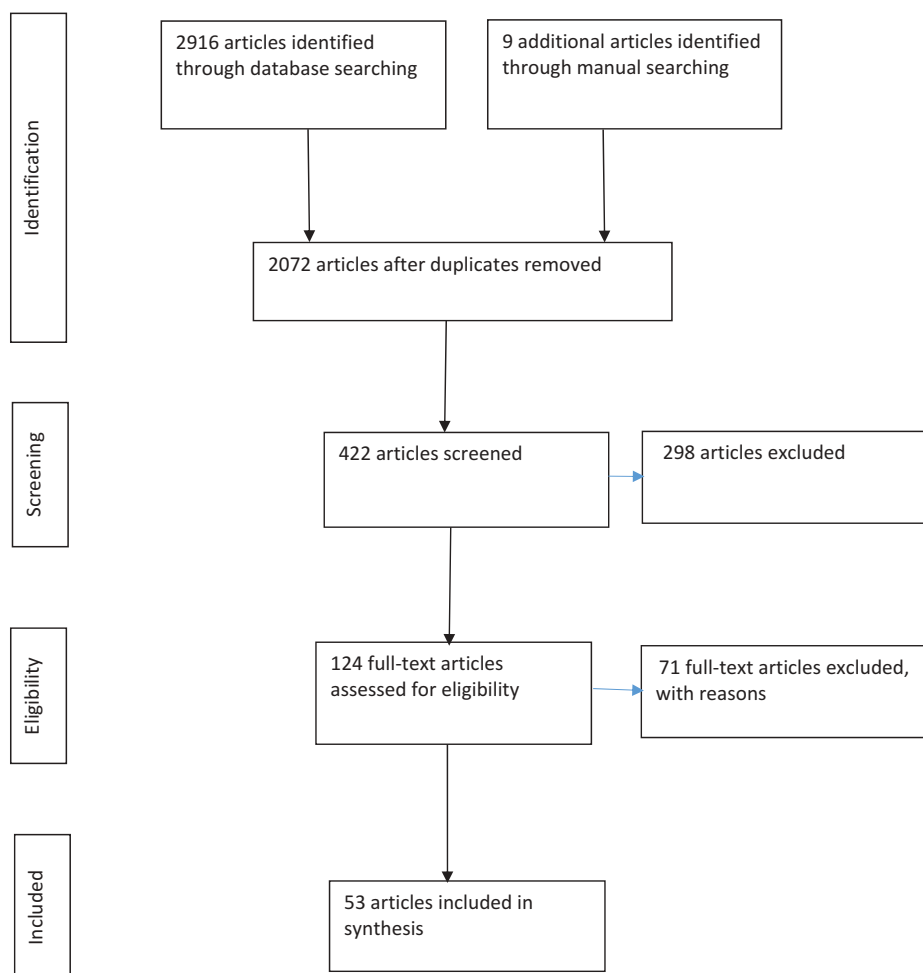 Identification
2916 articles identified
through database searching
9 additional articles identified
through manual searching
2072 articles after duplicates removed
Screening
422 articles screened
298 articles excluded
Eligibility
124 full-text articles
assessed for eligibility
71 full-text articles excluded,
with reasons
Included
53 articles included in
synthesis